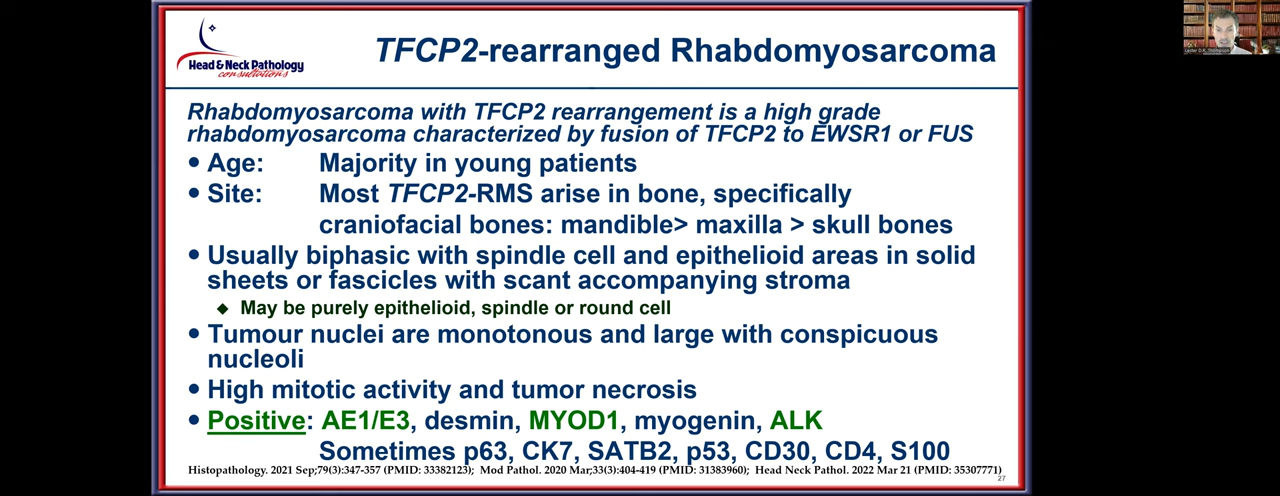 Head & Neck Pathology
consultations
TFCP2-rearranged Rhabdomyosarcoma
Rhabdomyosarcoma with TFCP2 rearrangement is a high grade
rhabdomyosarcoma characterized by fusion of TFCP2 to EWSR1 or FUS
• Age: Majority in young patients
• Site: Most TFCP2-RMS arise in bone, specifically
craniofacial bones: mandible> maxilla > skull bones
• Usually biphasic with spindle cell and epithelioid areas in solid
sheets or fascicles with scant accompanying stroma
◆ May be purely epithelioid, spindle or round cell
• Tumour nuclei are monotonous and large with conspicuous
nucleoli
• High mitotic activity and tumor necrosis
• Positive: AE1/E3, desmin, MYOD1, myogenin, ALK
Sometimes p63, CK7, SATB2, p53, CD30, CD4, S100
Histopathology. 2021 Sep;79(3):347-357 (PMID: 33382123); Mod Pathol. 2020 Mar;33(3):404-419 (PMID: 31383960); Head Neck Pathol. 2022 Mar 21 (PMID: 35307771)
27
Lester D.R. Thompson